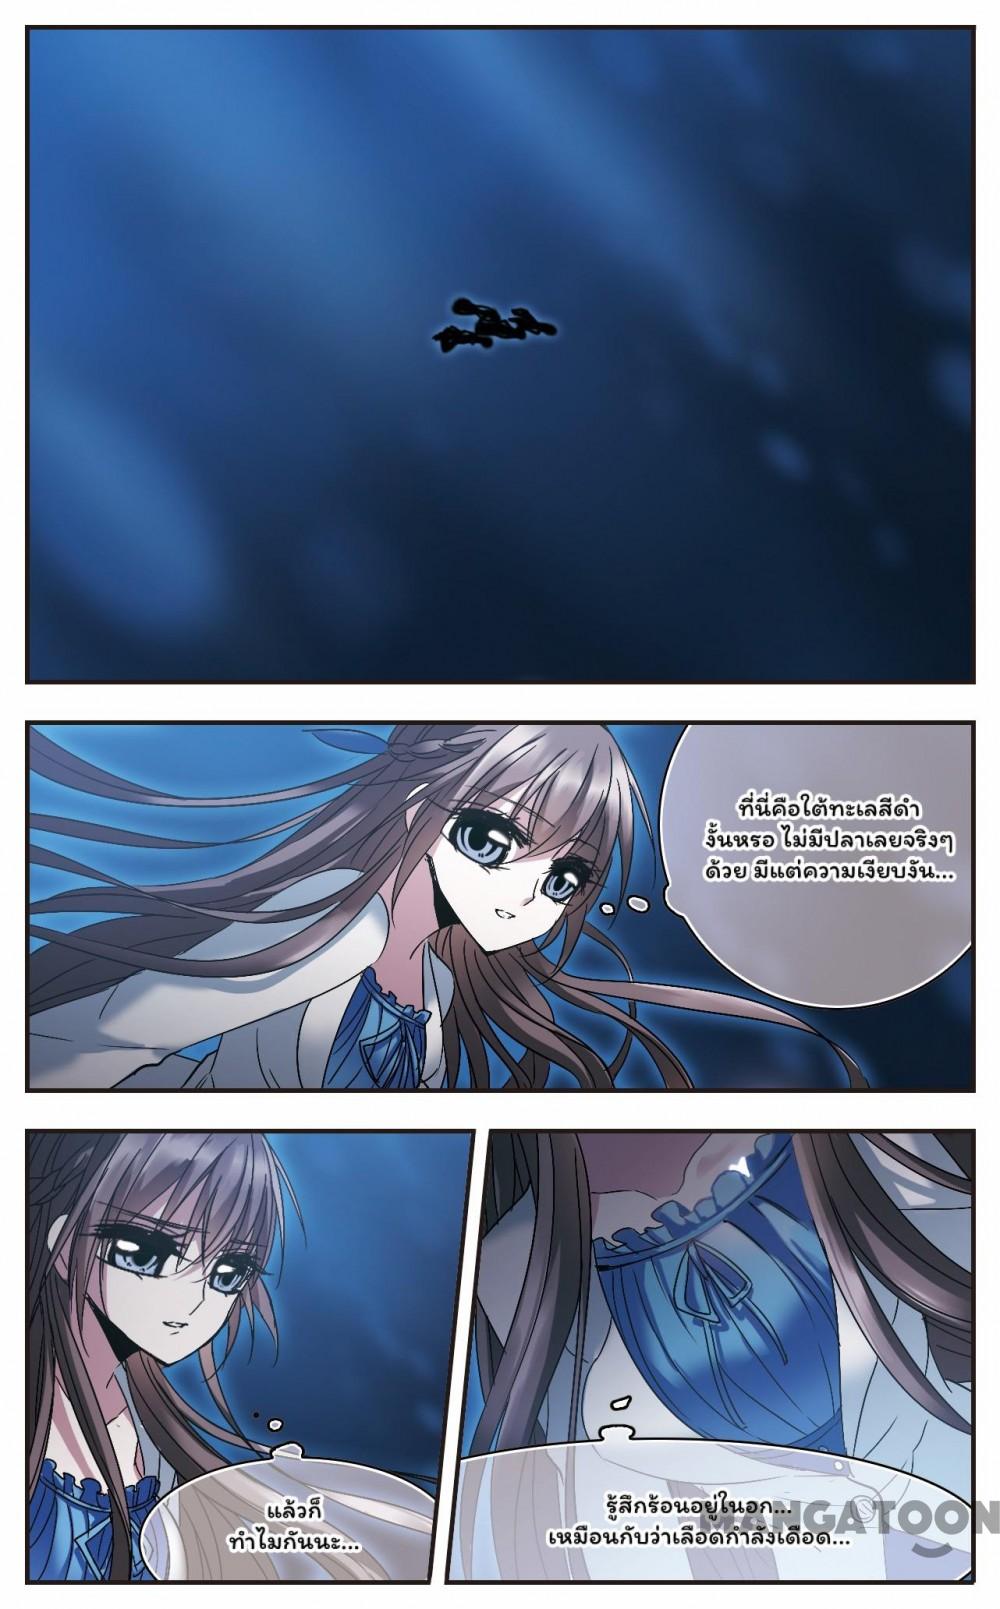 ที่นี่คือใต้ทะเลสีดำ
งั้นหรอ ไม่มีปลาเลยจริงๆ
ด้วย มีแต่ความเงียบงัน...
แล้วก็
ทำไมกันนะ...
รู้สึกร้อนอยู่ในอก...
เหมือนกับว่าเลือดกำลังเดือด...
MANGATOON